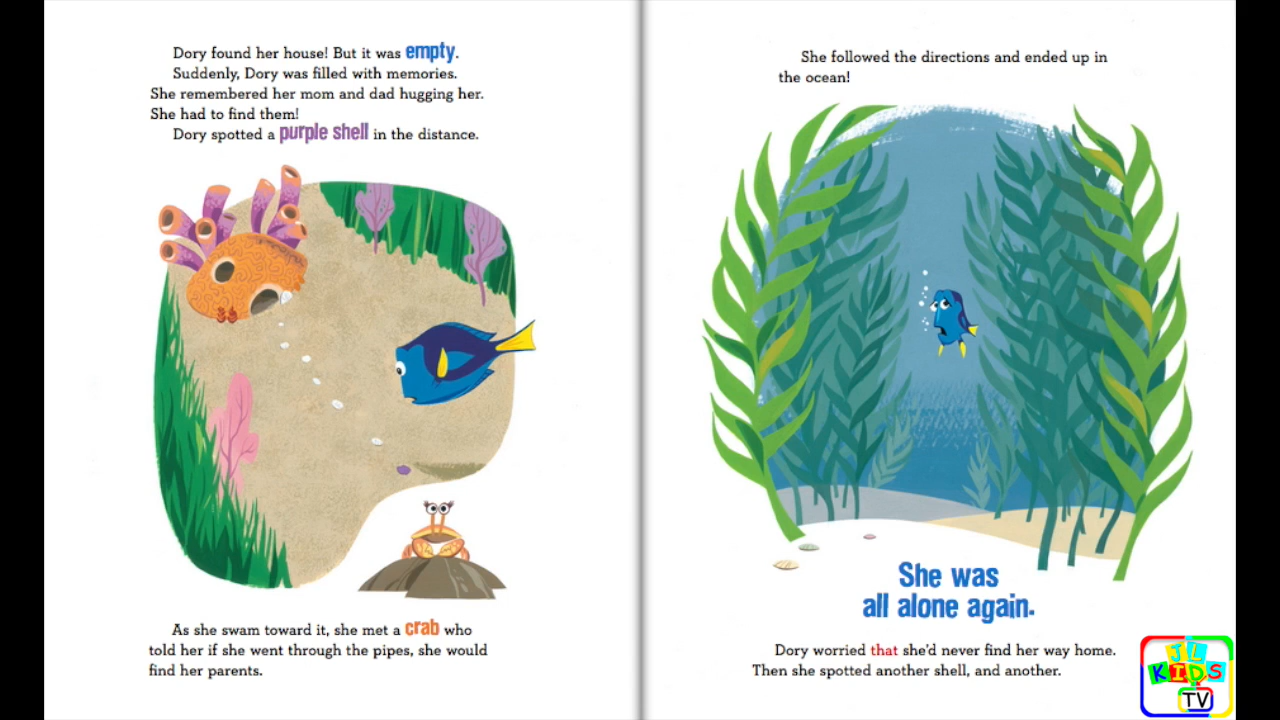 Dory found her house! But it was empty.
Suddenly, Dory was filled with memories.
She remembered her mom and dad hugging her.
She had to find them!
Dory spotted a purple shell in the distance.
As she swam toward it, she met a crab who
told her if she went through the pipes, she would
find her parents.
She followed the directions and ended up in
the ocean!
She was
all alone again.
Dory worried that she'd never find her way home.
Then she spotted another shell, and another.
JL
KIDS
TV